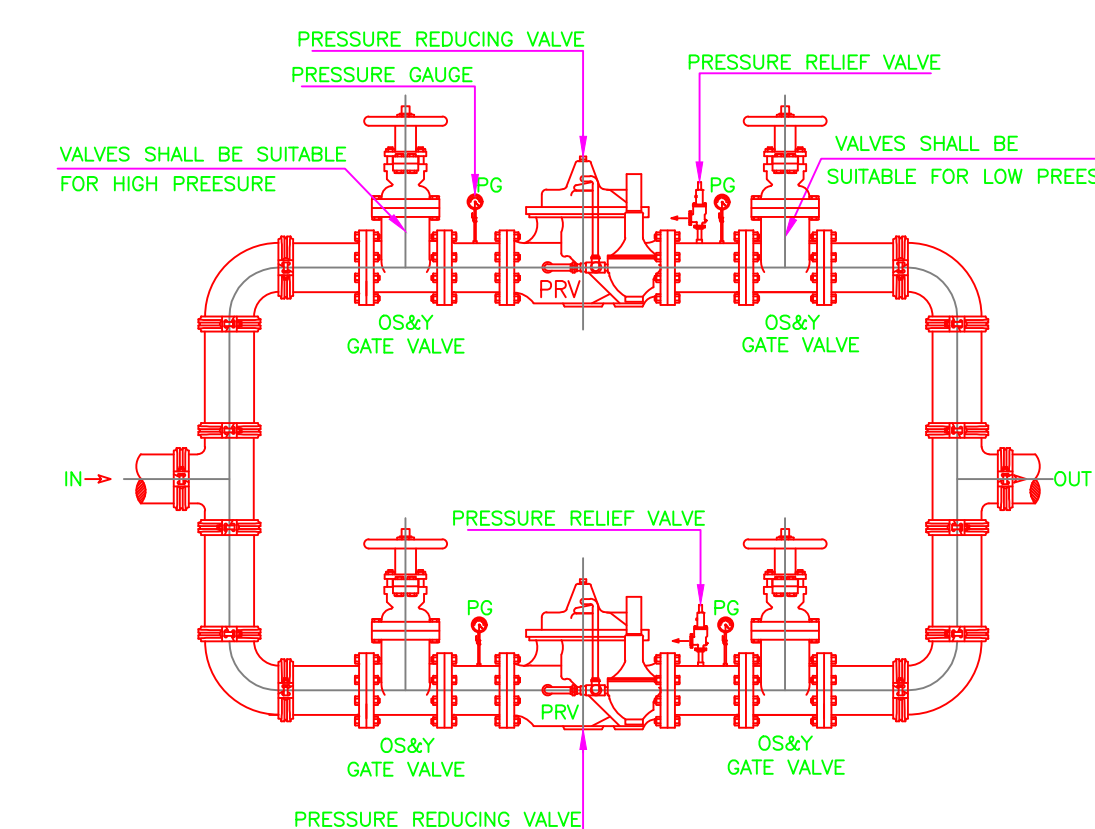 PRESSURE REDUCING VALVE
PRESSURE RELIEF VALVE
PRESSURE GAUGE
VALVES SHALL BE SUITABLE
FOR HIGH PREESURE
VALVES SHALL BE
SUITABLE FOR LOW PREES
PG
PG
PRV
OS&Y
GATE VALVE
OS&Y
GATE VALVE
IN
OUT
PRESSURE RELIEF VALVE
PG
PG
PRV
OS&Y
GATE VALVE
OS&Y
GATE VALVE
PRESSURE REDUCING VALVE